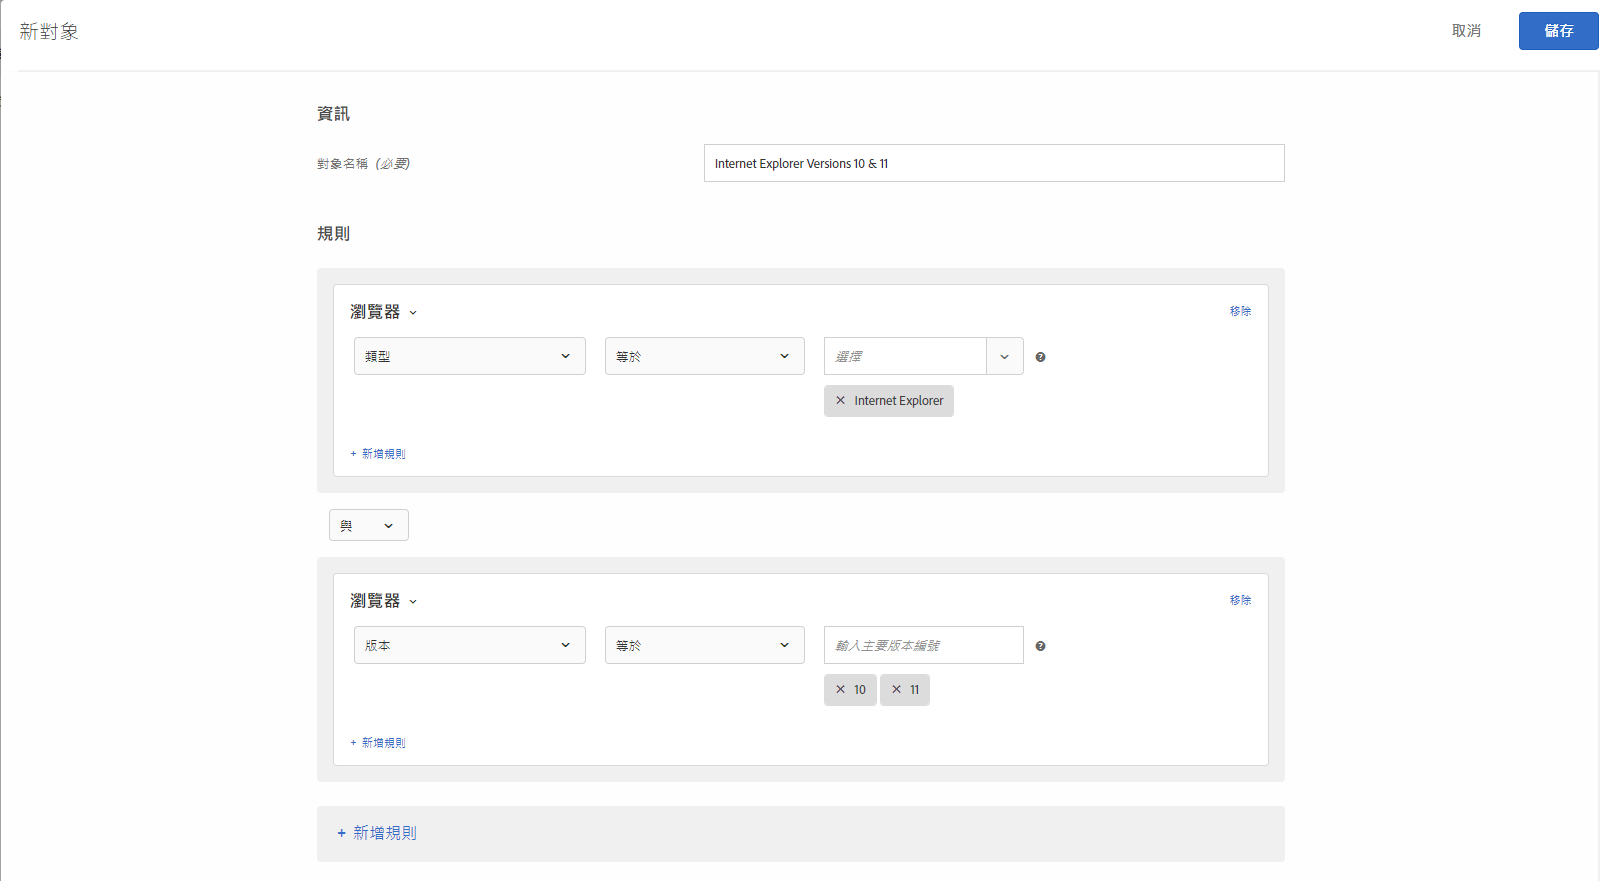 新對象
取消
儲存
資訊
對象名稱 (必要)
Internet Explorer Versions 10 & 11
規則
瀏覽器
移除
類型
等於
選擇
Internet Explorer
+ 新增規則
與
瀏覽器
移除
版本
等於
輸入主要版本編號
10
11
+ 新增規則
+ 新增規則